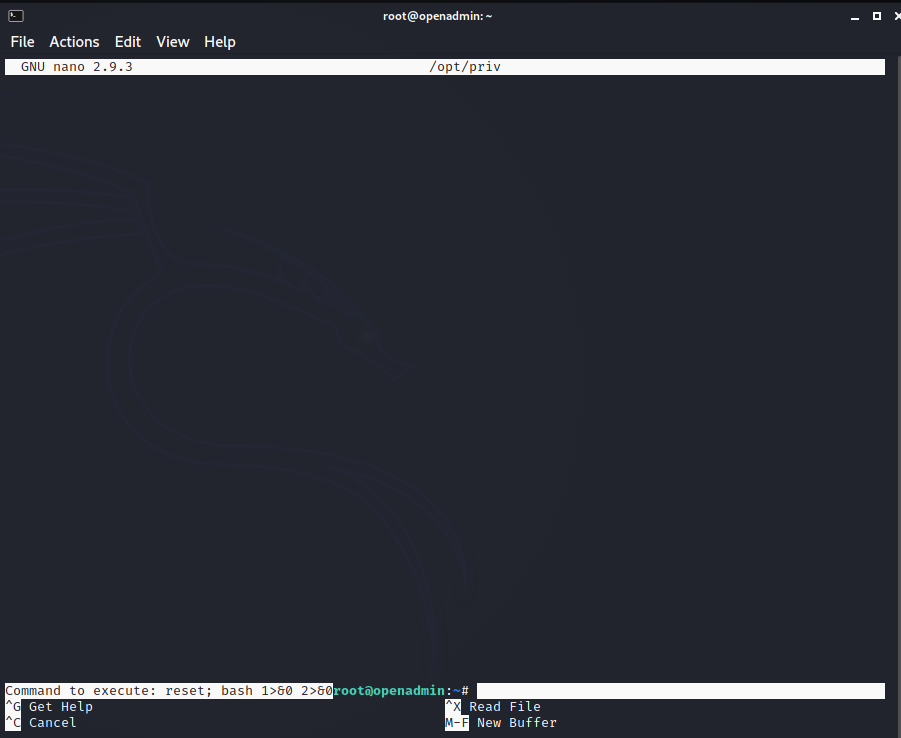 root@openadmin: ~
File Actions Edit View Help
GNU nano 2.9.3 /opt/priv
Command to execute: reset; bash 1>&0 2>&0root@openadmin:~#
^G Get Help ^X Read File
^C Cancel M-F New Buffer